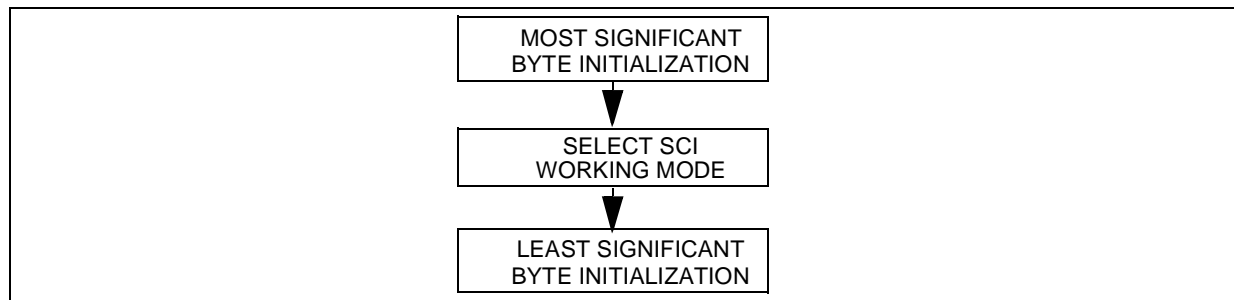 MOST SIGNIFICANT
BYTE INITIALIZATION
SELECT SCI
WORKING MODE
LEAST SIGNIFICANT
BYTE INITIALIZATION